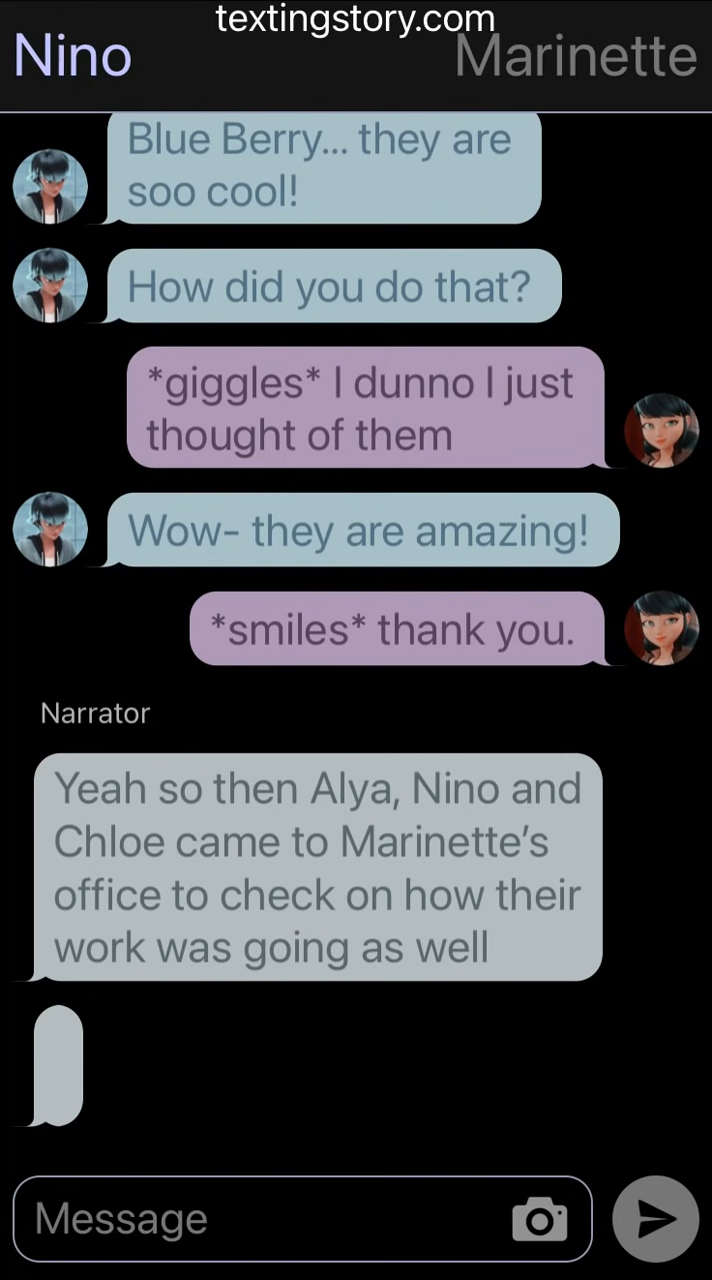 textingstory.com
Nino
Marinette
Blue Berry... they are
soo cool!
How did you do that?
*giggles* I dunno I just
thought of them
Wow- they are amazing!
*smiles* thank you.
Narrator
Yeah so then Alya, Nino and
Chloe came to Marinette’s
office to check on how their
work was going as well
Message